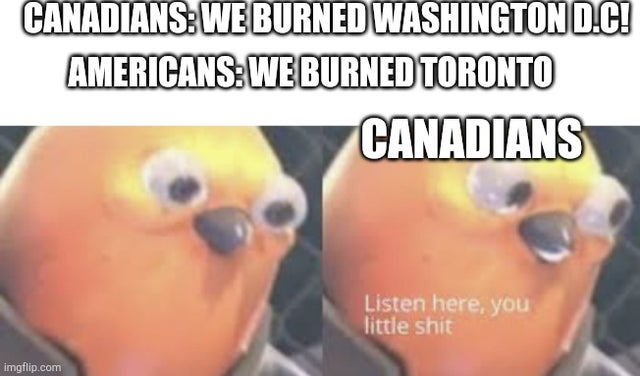 CANADIANS: WE BURNED WASHINGTON D.C!
AMERICANS: WE BURNED TORONTO
CANADIANS
Listen here, you
little shit
imgflip.com